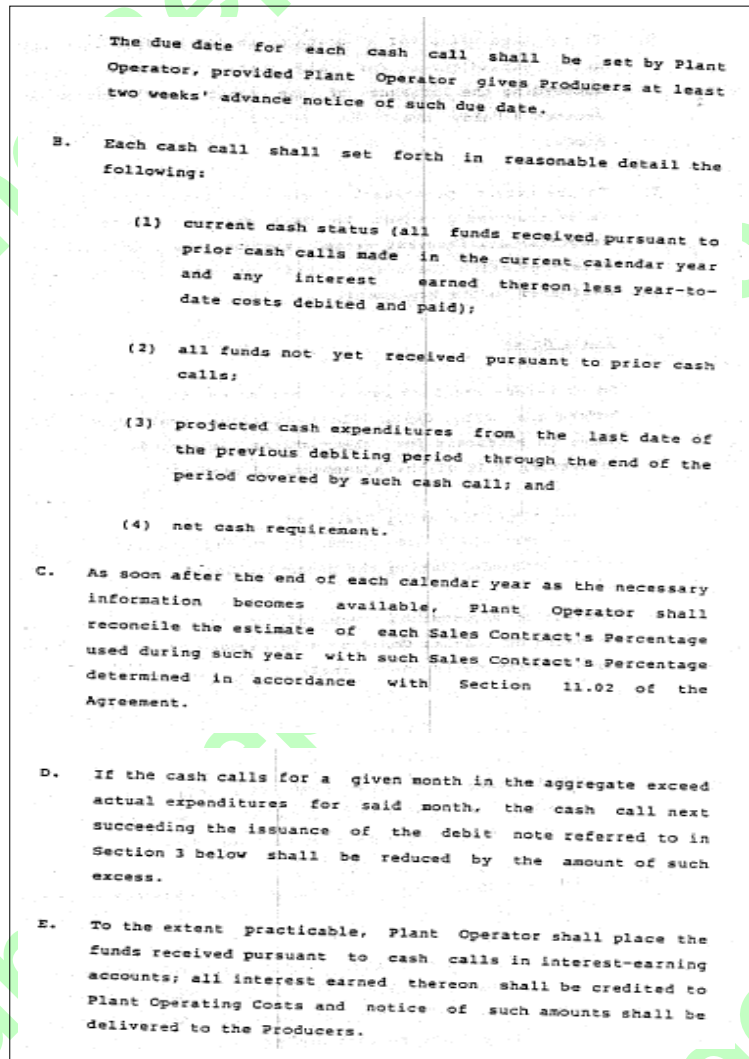 The due date for each cash call shall be set by Plant
Operator, provided Plant Operator gives Producers at least
two weeks' advance notice of such due date.
B. Each cash call shall set forth in reasonable detail the
following:
(1) current cash status (all funds received pursuant to
prior cash calls made in the current calendar year
and any interest earned thereon less year-to-
date costs debited and paid);
(2) all funds not yet received pursuant to prior cash
calls;
(3) projected cash expenditures from the last date of
the previous debiting period through the end of the
period covered by such cash call; and
(4) net cash requirement.
C. As soon after the end of each calendar year as the necessary
information becomes available, Plant Operator shall
reconcile the estimate of each Sales Contract's Percentage
used during such year with such Sales Contract's Percentage
determined in accordance with Section 11.02 of the
Agreement.
D. If the cash calls for a given month in the aggregate exceed
actual expenditures for said month, the cash call next
succeeding the issuance of the debit note referred to in
Section 3 below shall be reduced by the amount of such
excess.
E. To the extent practicable, Plant Operator shall place the
funds received pursuant to cash calls in interest-earning
accounts; all interest earned thereon shall be credited to
Plant Operating Costs and notice of such amounts shall be
delivered to the Producers.